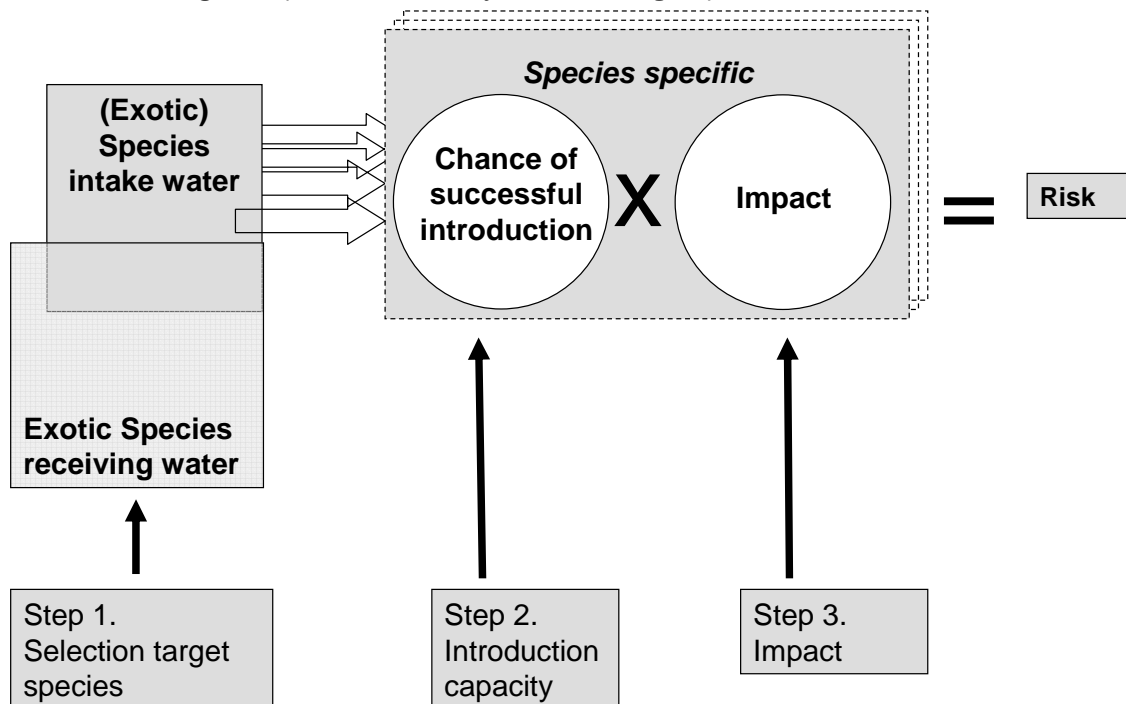 Species specific
(Exotic)
Species
intake water
Chance of
successful
introduction
X
Impact
=
Risk
Exotic Species
receiving water
Step 1.
Selection target
species
Step 2.
Introduction
capacity
Step 3.
Impact